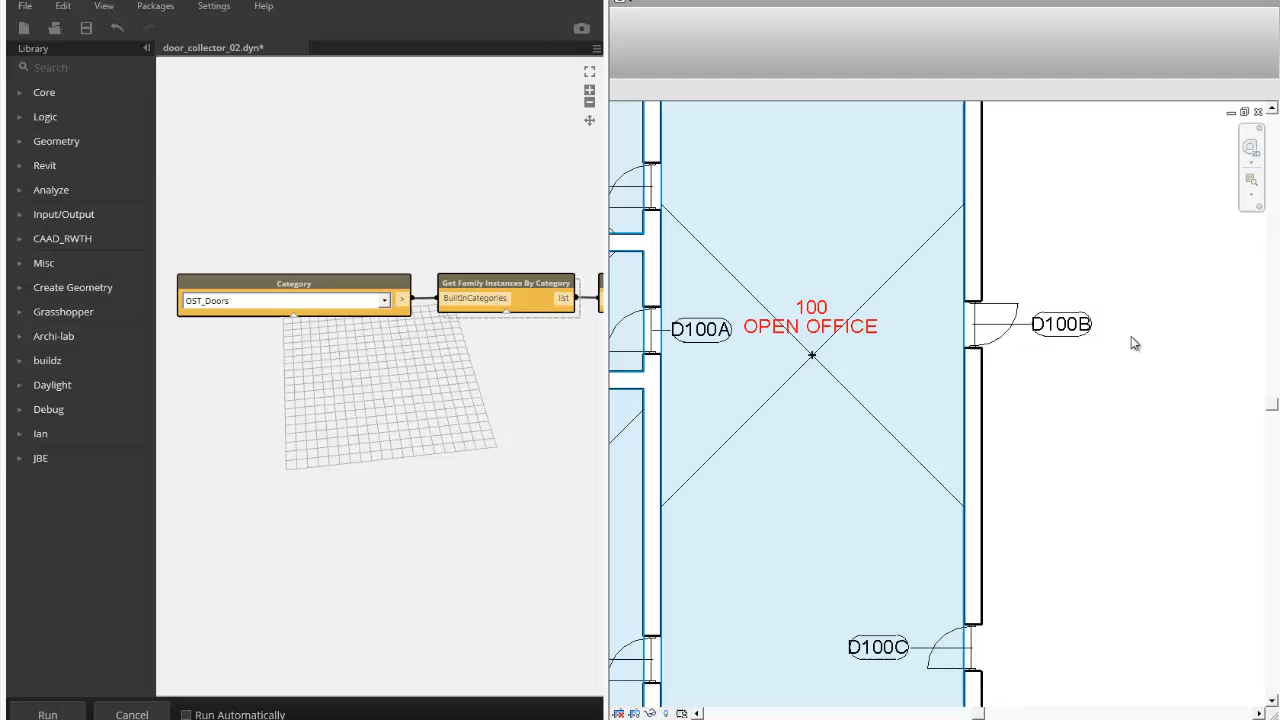 File Edit View Packages Settings Help
Library
door_collector_02.dyn*
Search
Core
Logic
Geometry
Revit
Analyze
Input/Output
CAAD_RWTH
Misc
Create Geometry
Grasshopper
Archi-lab
buildz
Daylight
Debug
Ian
JBE
Category
OST_Doors
>
Get Family Instances By Category
BuiltInCategories list
Run Cancel Run Automatically
100
OPEN OFFICE
D100A
D100B
D100C